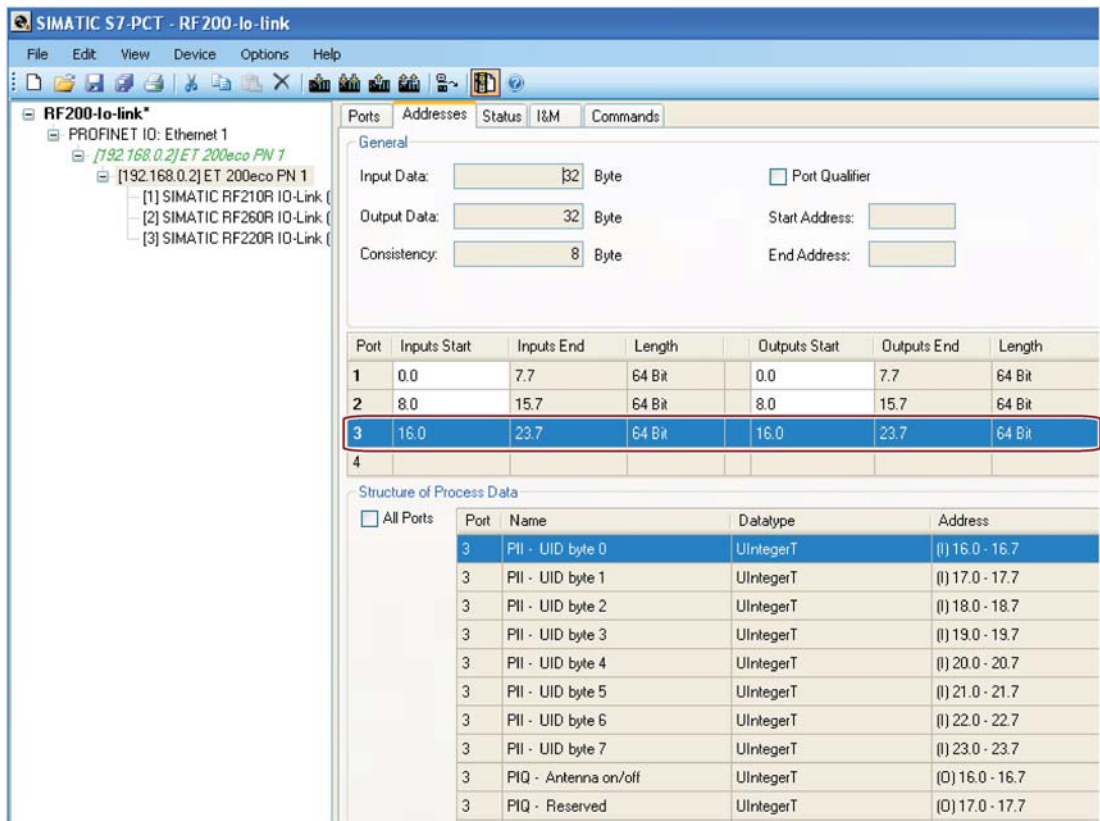 SIMATIC S7-PCT - RF200-Io-link
File Edit View Device Options Help
RF200-Io-link*
PROFINET IO: Ethernet 1
[192.168.0.2] ET 200eco PN 1
[192.168.0.2] ET 200eco PN 1
[1] SIMATIC RF210R IO-Link (
[2] SIMATIC RF260R IO-Link (
[3] SIMATIC RF220R IO-Link (
Ports Addresses Status I&M Commands
General
Input Data: 32 Byte Port Qualifier
Output Data: 32 Byte Start Address:
Consistency: 8 Byte End Address:
Port Inputs Start Inputs End Length Outputs Start Outputs End Length
1 0.0 7.7 64 Bit 0.0 7.7 64 Bit
2 8.0 15.7 64 Bit 8.0 15.7 64 Bit
3 16.0 23.7 64 Bit 16.0 23.7 64 Bit
4
Structure of Process Data
All Ports Port Name Datatype Address
3 PII - UID byte 0 UIntegerT (I) 16.0 - 16.7
3 PII - UID byte 1 UIntegerT (I) 17.0 - 17.7
3 PII - UID byte 2 UIntegerT (I) 18.0 - 18.7
3 PII - UID byte 3 UIntegerT (I) 19.0 - 19.7
3 PII - UID byte 4 UIntegerT (I) 20.0 - 20.7
3 PII - UID byte 5 UIntegerT (I) 21.0 - 21.7
3 PII - UID byte 6 UIntegerT (I) 22.0 - 22.7
3 PII - UID byte 7 UIntegerT (I) 23.0 - 23.7
3 PIQ - Antenna on/off UIntegerT (O) 16.0 - 16.7
3 PIQ - Reserved UIntegerT (O) 17.0 - 17.7